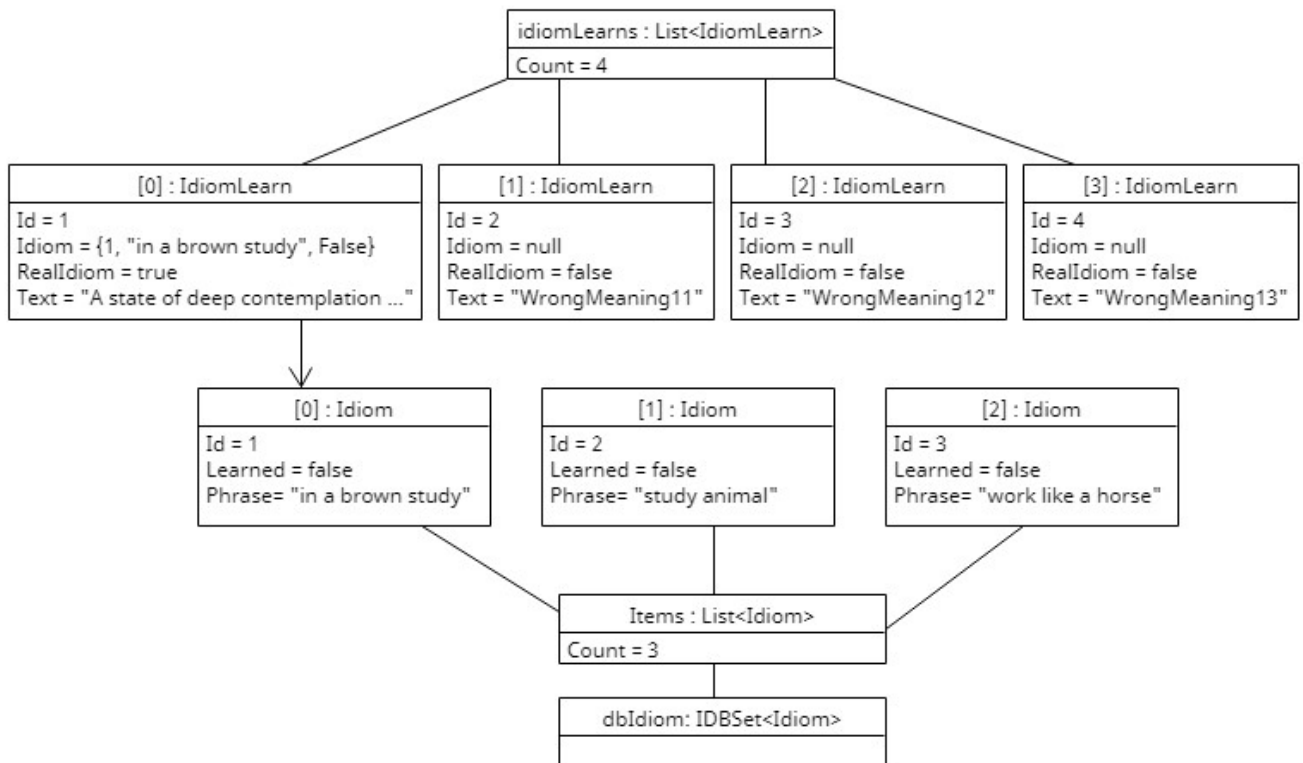 idiomLearns : List<IdiomLearn>
Count = 4
[0] : IdiomLearn
Id = 1
Idiom = {1, "in a brown study", False}
RealIdiom = true
Text = "A state of deep contemplation ..."
[1] : IdiomLearn
Id = 2
Idiom = null
RealIdiom = false
Text = "WrongMeaning11"
[2] : IdiomLearn
Id = 3
Idiom = null
RealIdiom = false
Text = "WrongMeaning12"
[3] : IdiomLearn
Id = 4
Idiom = null
RealIdiom = false
Text = "WrongMeaning13"
[0] : Idiom
Id = 1
Learned = false
Phrase= "in a brown study"
[1] : Idiom
Id = 2
Learned = false
Phrase= "study animal"
[2] : Idiom
Id = 3
Learned = false
Phrase= "work like a horse"
Items : List<Idiom>
Count = 3
dbIdiom: IDBSet<Idiom>